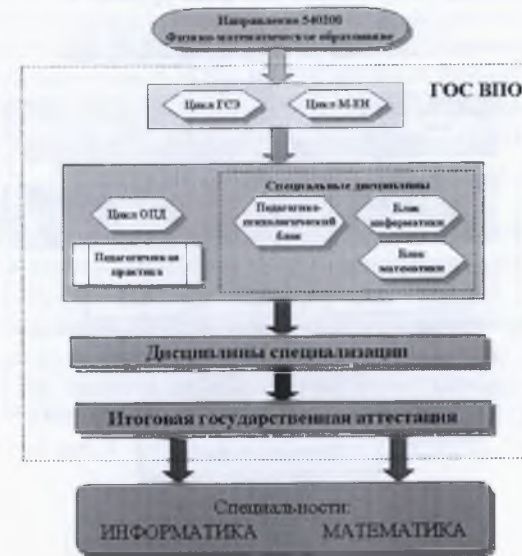 Направление 540200
Физико-математическое образование
ГОС ВПО
Цикл ГСЭ
Цикл М-ЕН
Специальные дисциплины
Цикл ОПД
Педагогико-
психологический
блок
Блок
информатики
Педагогическая
практика
Блок
математики
Дисциплины специализации
Итоговая государственная аттестация
Специальности:
ИНФОРМАТИКА МАТЕМАТИКА